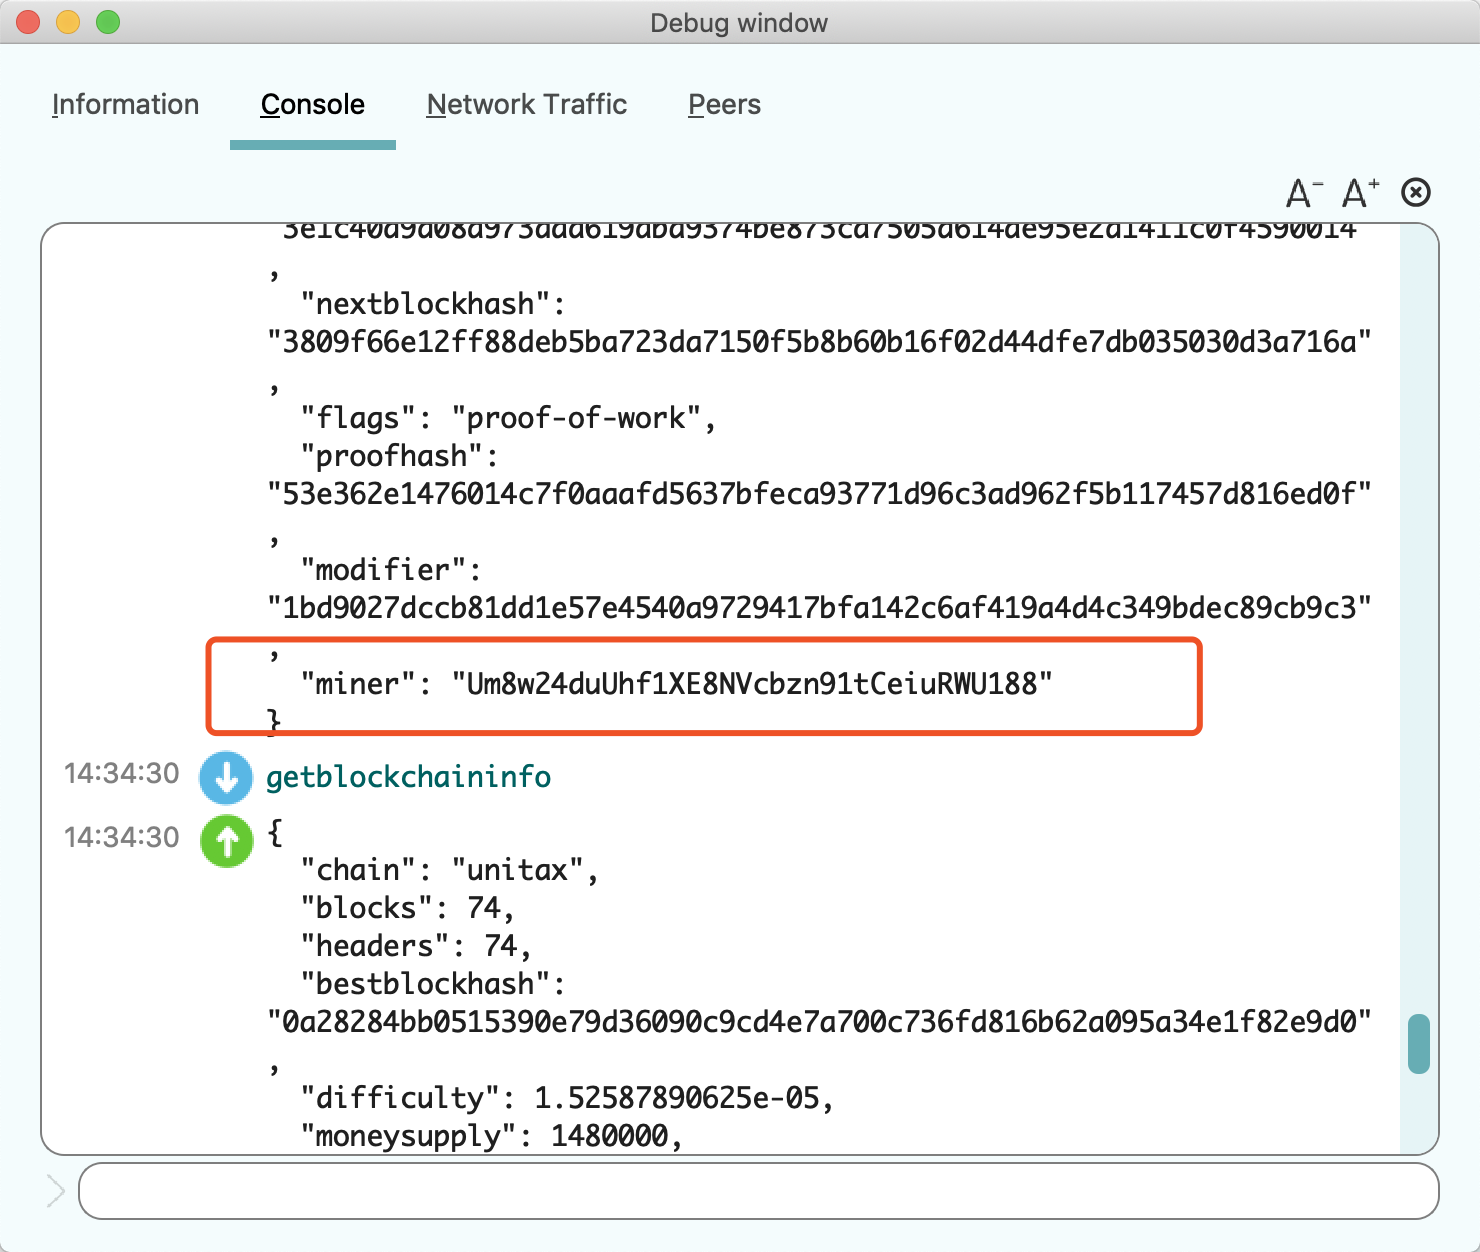 Debug window
Information Console Network Traffic Peers
A⁻ A⁺
,
"nextblockhash":
"3809f66e12ff88deb5ba723da7150f5b8b60b16f02d44dfe7db035030d3a716a"
,
"flags": "proof-of-work",
"proofhash":
"53e362e1476014c7f0aaafd5637bfeca93771d96c3ad962f5b117457d816ed0f"
,
"modifier":
"1bd9027dccb81dd1e57e4540a9729417bfa142c6af419a4d4c349bdec89cb9c3"
,
"miner": "Um8w24duUhf1XE8NVcbzn91tCeiuRWU188"
}
14:34:30 getblockchaininfo
14:34:30 {
"chain": "unitax",
"blocks": 74,
"headers": 74,
"bestblockhash":
"0a28284bb0515390e79d36090c9cd4e7a700c736fd816b62a095a34e1f82e9d0"
,
"difficulty": 1.52587890625e-05,
"moneysupply": 1480000,